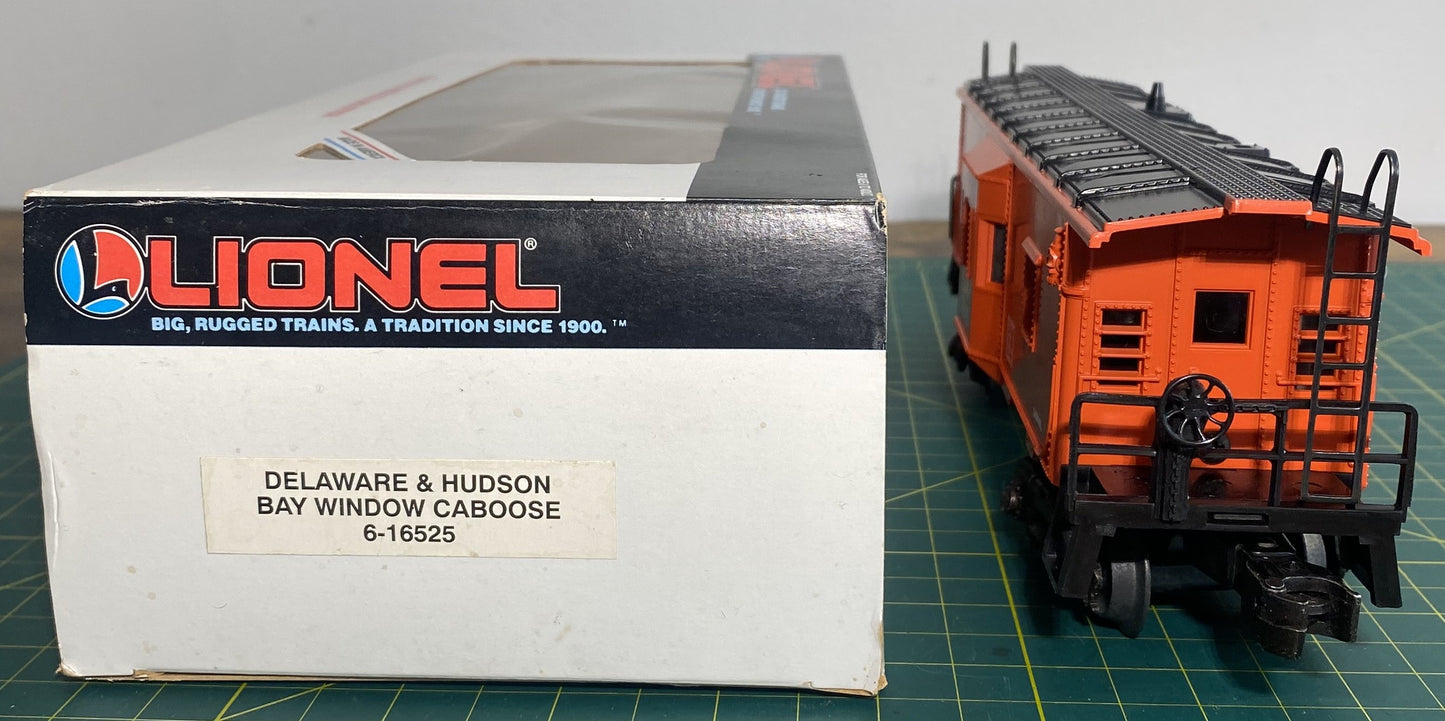 LIONEL®
BIG, RUGGED TRAINS. A TRADITION SINCE 1900.™
DELAWARE & HUDSON
BAY WINDOW CABOOSE
6-16525